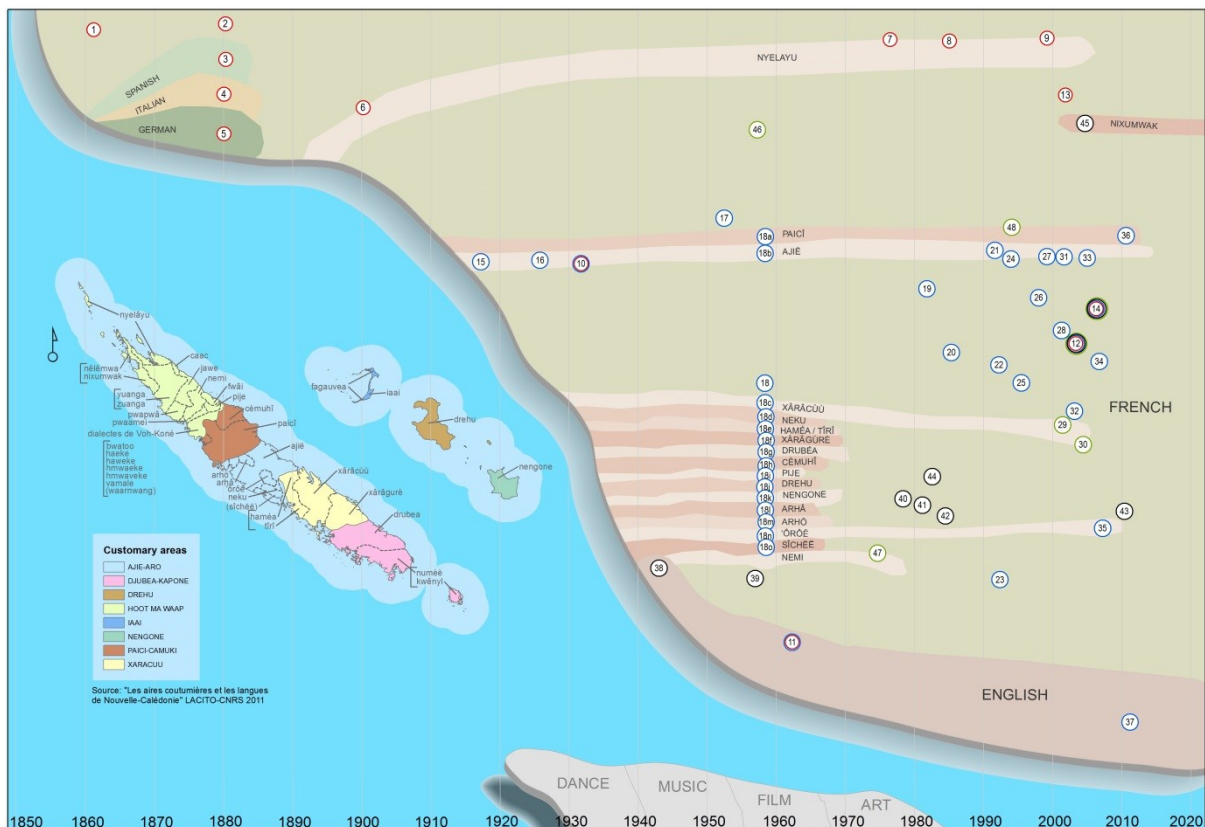 1
2
3
4
5
6
7
8
9
SPANISH
ITALIAN
GERMAN
NYELAYU
13
45
NIXUMWAK
46
17
48
36
18a PAICÎ
18b AJIË
15
16
10
21
24
27
31
33
19
26
14
28
12
20
22
34
25
FRENCH
18
18c XÂRÂCÙÙ
18d NEKU
18e HAMÉA / TÎRÎ
18f XÂRÂGÙRÈ
18g DRUBÉA
18h CÈMUHÎ
18i PIJE
18j DREHU
18k NENGONE
18l ARHÂ
18m ARHÖ
18n 'ÔRÔÊ
18o SÎCHËË
NEMI
32
29
30
44
40
41
42
43
35
47
38
39
23
11
ENGLISH
37
nyelâyu
caac
jawe
nemi
fwâi
pije
cèmuhî
paicî
ajië
nêlêmwa
nixumwak
yuanga
zuanga
pwapwâ
pwaamei
dialectes de Voh-Koné
bwatoo
haeke
haweke
hmwaeke
hmwaveke
vamale
(waamwang)
arhö
arhâ
ôrôê
neku
(sîchëë)
haméa
tîrî
xârâcùù
xârâgurè
drubea
numèè
kwênyï
fagauvea
iaai
drehu
nengone
Customary areas
AJIE-ARO
DJUBEA-KAPONE
DREHU
HOOT MA WAAP
IAAI
NENGONE
PAICI-CAMUKI
XARACUU
Source: "Les aires coutumières et les langues
de Nouvelle-Calédonie" LACITO-CNRS 2011
DANCE
MUSIC
FILM
ART
1850 1860 1870 1880 1890 1900 1910 1920 1930 1940 1950 1960 1970 1980 1990 2000 2010 2020